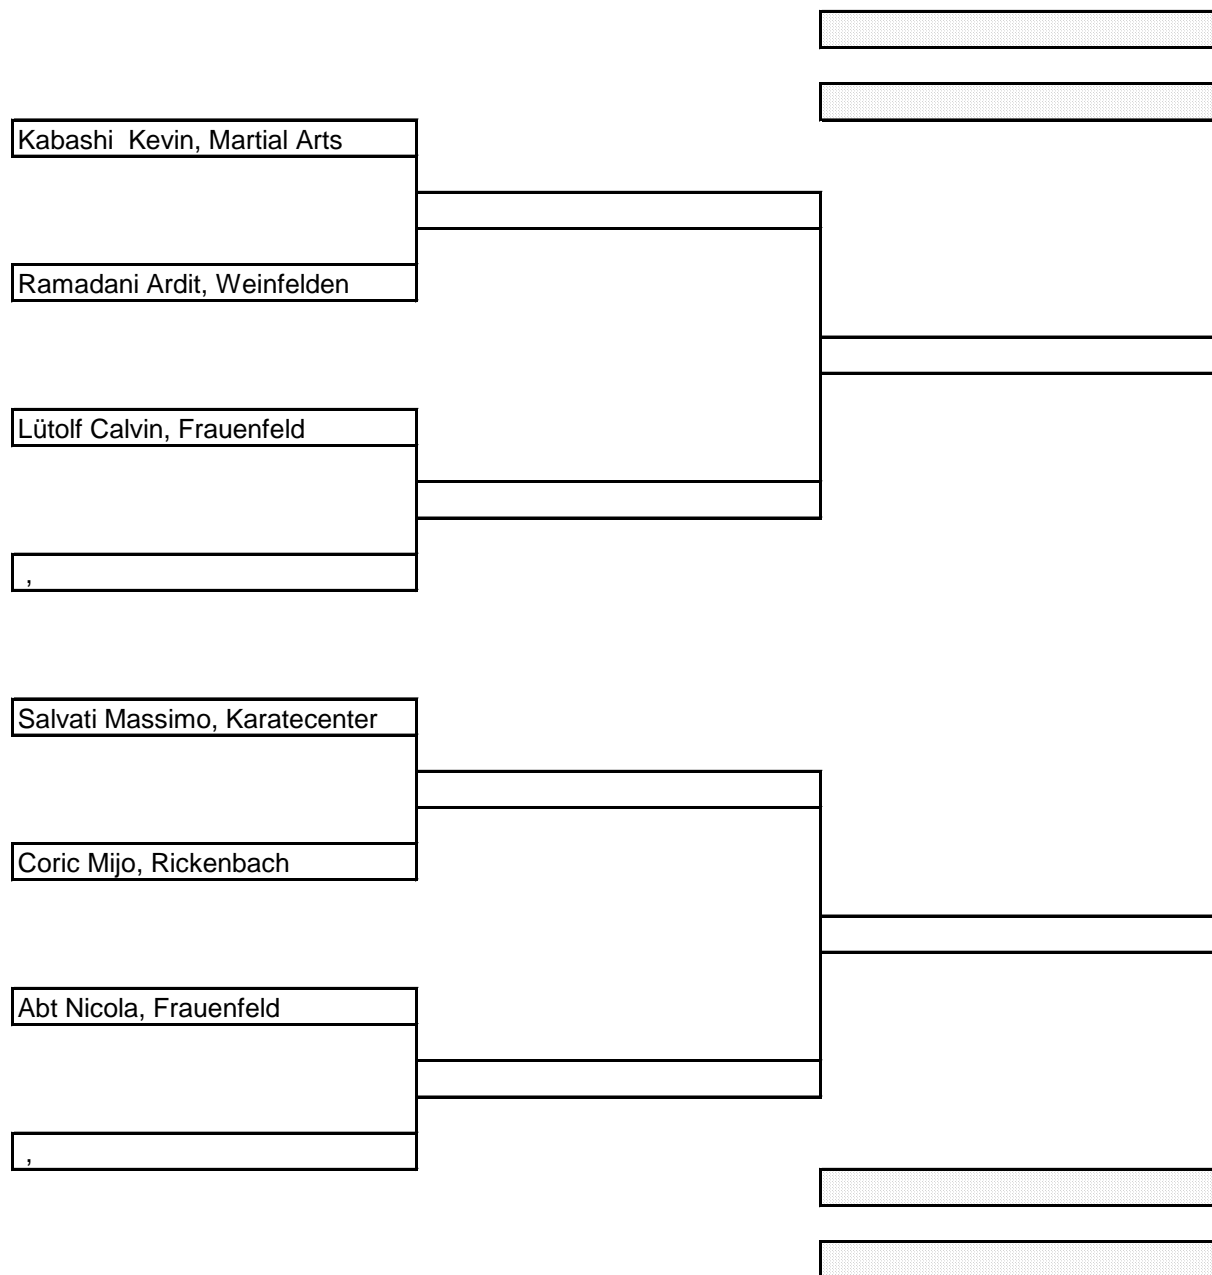 Kabashi  Kevin, Martial Arts
Ramadani Ardit, Weinfelden
Lütolf Calvin, Frauenfeld
,
Salvati Massimo, Karatecenter
Coric Mijo, Rickenbach
Abt Nicola, Frauenfeld
,